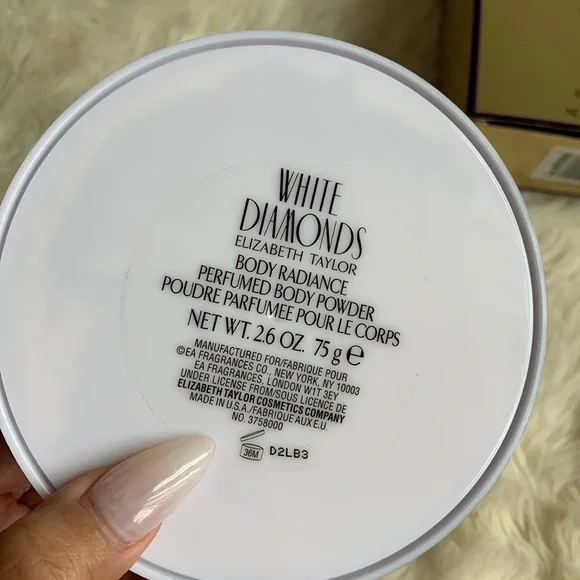 WHITE
DIAMONDS
ELIZABETH TAYLOR
BODY RADIANCE
PERFUMED BODY POWDER
POUDRE PARFUMEE POUR LE CORPS
NET WT. 2.6 OZ. 75 g e
MANUFACTURED FOR/FABRIQUE POUR
©EA FRAGRANCES CO., NEW YORK, NY 10003
EA FRAGRANCES, LONDON W1T 3EY
UNDER LICENSE FROM/SOUS LICENCE DE
ELIZABETH TAYLOR COSMETICS COMPANY
MADE IN U.S.A./FABRIQUE AUX E.U.
NO. 3758000
36M D2LB3